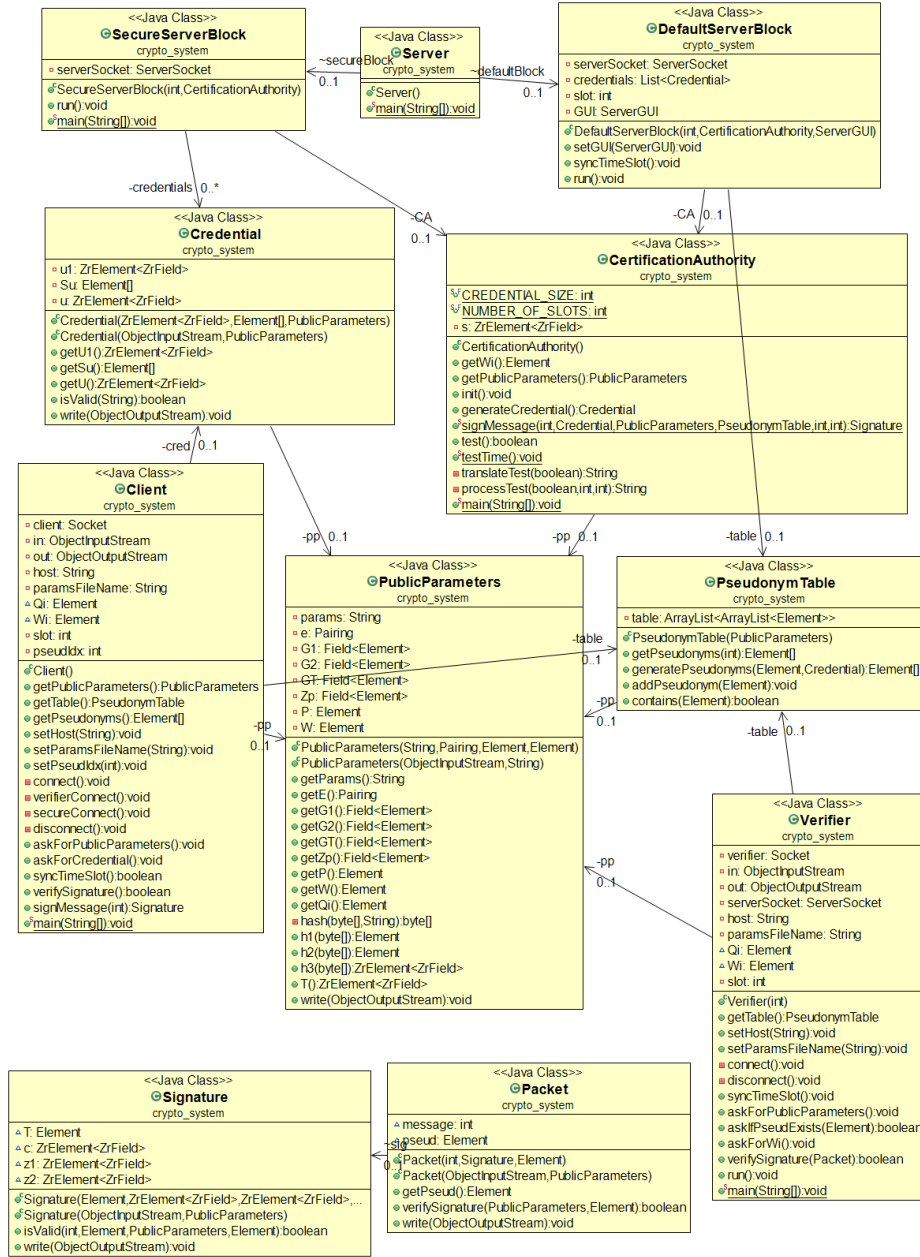 <<Java Class>>
SecureServerBlock
crypto_system
serverSocket: ServerSocket
SecureServerBlock(int,CertificationAuthority)
run():void
main(String[]):void
<<Java Class>>
Server
crypto_system
Server()
main(String[]):void
~secureBlock
0..1
~defaultBlock
0..1
<<Java Class>>
DefaultServerBlock
crypto_system
serverSocket: ServerSocket
credentials: List<Credential>
slot: int
GUI: ServerGUI
DefaultServerBlock(int,CertificationAuthority,ServerGUI)
setGUI(ServerGUI):void
syncTimeSlot():void
run():void
-credentials 0..*
-CA
0..1
-CA 0..1
<<Java Class>>
Credential
crypto_system
u1: ZrElement<ZrField>
Su: Element[]
u: ZrElement<ZrField>
Credential(ZrElement<ZrField>,Element[],PublicParameters)
Credential(ObjectInputStream,PublicParameters)
getU1():ZrElement<ZrField>
getSu():Element[]
getU():ZrElement<ZrField>
isValid(String):boolean
write(ObjectOutputStream):void
<<Java Class>>
CertificationAuthority
crypto_system
CREDENTIAL_SIZE: int
NUMBER_OF_SLOTS: int
s: ZrElement<ZrField>
CertificationAuthority()
getWi():Element
getPublicParameters():PublicParameters
init():void
generateCredential():Credential
signMessage(int,Credential,PublicParameters,PseudonymTable,int,int):Signature
test():boolean
testTime():void
translateTest(boolean):String
processTest(boolean,int,int):String
main(String[]):void
-cred 0..1
-pp 0..1
-pp 0..1
-table 0..1
<<Java Class>>
Client
crypto_system
client: Socket
in: ObjectInputStream
out: ObjectOutputStream
host: String
paramsFileName: String
Qi: Element
Wi: Element
slot: int
pseudIdx: int
Client()
getPublicParameters():PublicParameters
getTable():PseudonymTable
getPseudonyms():Element[]
setHost(String):void
setParamsFileName(String):void
setPseudIdx(int):void
connect():void
verifierConnect():void
secureConnect():void
disconnect():void
askForPublicParameters():void
askForCredential():void
syncTimeSlot():boolean
verifySignature():boolean
signMessage(int):Signature
main(String[]):void
-pp
0..1
<<Java Class>>
PublicParameters
crypto_system
params: String
e: Pairing
G1: Field<Element>
G2: Field<Element>
GT: Field<Element>
Zp: Field<Element>
P: Element
W: Element
PublicParameters(String,Pairing,Element,Element)
PublicParameters(ObjectInputStream,String)
getParams():String
getE():Pairing
getG1():Field<Element>
getG2():Field<Element>
getGT():Field<Element>
getZp():Field<Element>
getP():Element
getW():Element
getQi():Element
hash(byte[],String):byte[]
h1(byte[]):Element
h2(byte[]):Element
h3(byte[]):ZrElement<ZrField>
T():ZrElement<ZrField>
write(ObjectOutputStream):void
-table
0..1
-pp
0..1
<<Java Class>>
PseudonymTable
crypto_system
table: ArrayList<ArrayList<Element>>
PseudonymTable(PublicParameters)
getPseudonyms(int):Element[]
generatePseudonyms(Element,Credential):Element[]
addPseudonym(Element):void
contains(Element):boolean
-table 0..1
-pp
0..1
<<Java Class>>
Verifier
crypto_system
verifier: Socket
in: ObjectInputStream
out: ObjectOutputStream
serverSocket: ServerSocket
host: String
paramsFileName: String
Qi: Element
Wi: Element
slot: int
Verifier(int)
getTable():PseudonymTable
setHost(String):void
setParamsFileName(String):void
connect():void
disconnect():void
syncTimeSlot():void
askForPublicParameters():void
askIfPseudExists(Element):boolean
askForWi():void
verifySignature(Packet):boolean
run():void
main(String[]):void
<<Java Class>>
Signature
crypto_system
T: Element
c: ZrElement<ZrField>
z1: ZrElement<ZrField>
z2: ZrElement<ZrField>
Signature(Element,ZrElement<ZrField>,ZrElement<ZrField>,...
Signature(ObjectInputStream,PublicParameters)
isValid(int,Element,PublicParameters,Element):boolean
write(ObjectOutputStream):void
~sig
0..1
<<Java Class>>
Packet
crypto_system
message: int
pseud: Element
Packet(int,Signature,Element)
Packet(ObjectInputStream,PublicParameters)
getPseud():Element
verifySignature(PublicParameters,Element):boolean
write(ObjectOutputStream):void